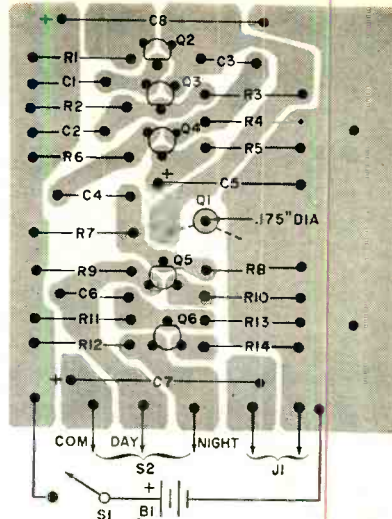 + C8
Q2
R1 C3
C1 Q3
R2 R3
C2 Q4 R4
R6 R5
+
C4 C5
Q1
.175" DIA
R7
Q5
R9 R8
C6 R10
R11 Q6 R13
R12 R14
+ C7
COM DAY NIGHT
S2 J1
+
S1 B1